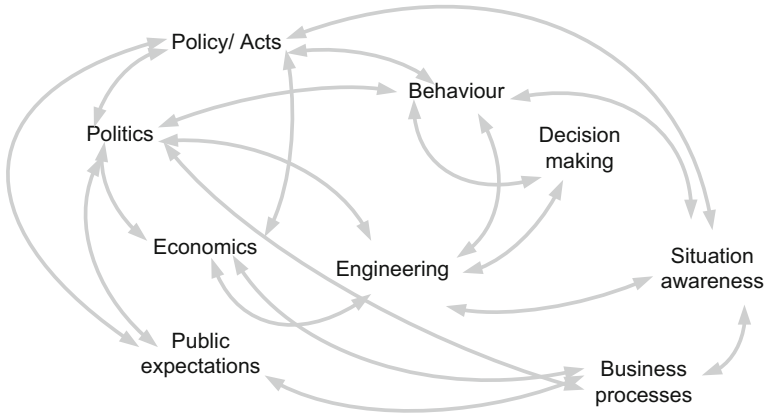 Policy/ Acts
Behaviour
Politics
Decision
making
Economics
Engineering
Situation
awareness
Public
expectations
Business
processes